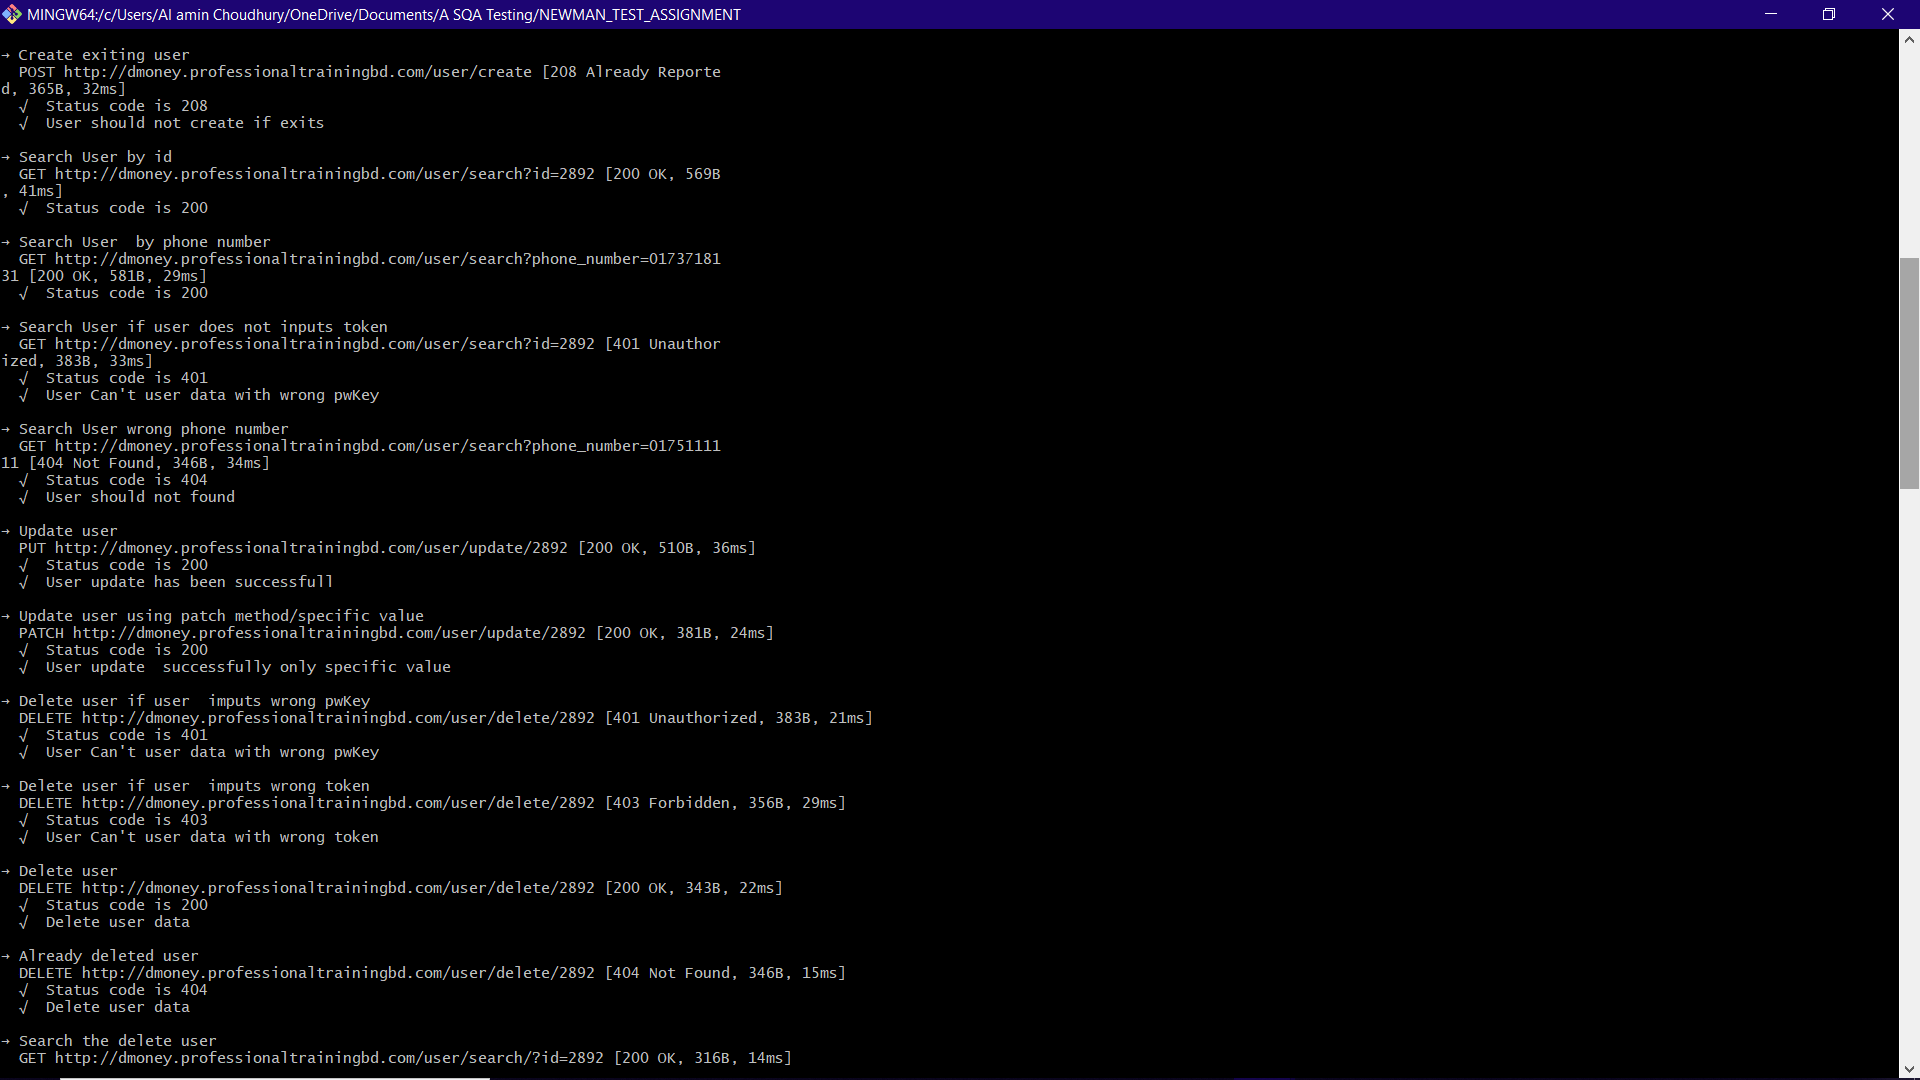 MINGW64:/c/Users/Al amin Choudhury/OneDrive/Documents/A SQA Testing/NEWMAN_TEST_ASSIGNMENT
→ Create exiting user
POST http://dmoney.professionaltrainingbd.com/user/create [208 Already Reporte
d, 365B, 32ms]
√ Status code is 208
√ User should not create if exits
→ Search User by id
GET http://dmoney.professionaltrainingbd.com/user/search?id=2892 [200 OK, 569B
, 41ms]
√ Status code is 200
→ Search User  by phone number
GET http://dmoney.professionaltrainingbd.com/user/search?phone_number=01737181
31 [200 OK, 581B, 29ms]
√ Status code is 200
→ Search User if user does not inputs token
GET http://dmoney.professionaltrainingbd.com/user/search?id=2892 [401 Unauthor
ized, 383B, 33ms]
√ Status code is 401
√ User Can't user data with wrong pwKey
→ Search User wrong phone number
GET http://dmoney.professionaltrainingbd.com/user/search?phone_number=01751111
11 [404 Not Found, 346B, 34ms]
√ Status code is 404
√ User should not found
→ Update user
PUT http://dmoney.professionaltrainingbd.com/user/update/2892 [200 OK, 510B, 36ms]
√ Status code is 200
√ User update has been successfull
→ Update user using patch method/specific value
PATCH http://dmoney.professionaltrainingbd.com/user/update/2892 [200 OK, 381B, 24ms]
√ Status code is 200
√ User update  successfully only specific value
→ Delete user if user  imputs wrong pwKey
DELETE http://dmoney.professionaltrainingbd.com/user/delete/2892 [401 Unauthorized, 383B, 21ms]
√ Status code is 401
√ User Can't user data with wrong pwKey
→ Delete user if user  imputs wrong token
DELETE http://dmoney.professionaltrainingbd.com/user/delete/2892 [403 Forbidden, 356B, 29ms]
√ Status code is 403
√ User Can't user data with wrong token
→ Delete user
DELETE http://dmoney.professionaltrainingbd.com/user/delete/2892 [200 OK, 343B, 22ms]
√ Status code is 200
√ Delete user data
→ Already deleted user
DELETE http://dmoney.professionaltrainingbd.com/user/delete/2892 [404 Not Found, 346B, 15ms]
√ Status code is 404
√ Delete user data
→ Search the delete user
GET http://dmoney.professionaltrainingbd.com/user/search/?id=2892 [200 OK, 316B, 14ms]